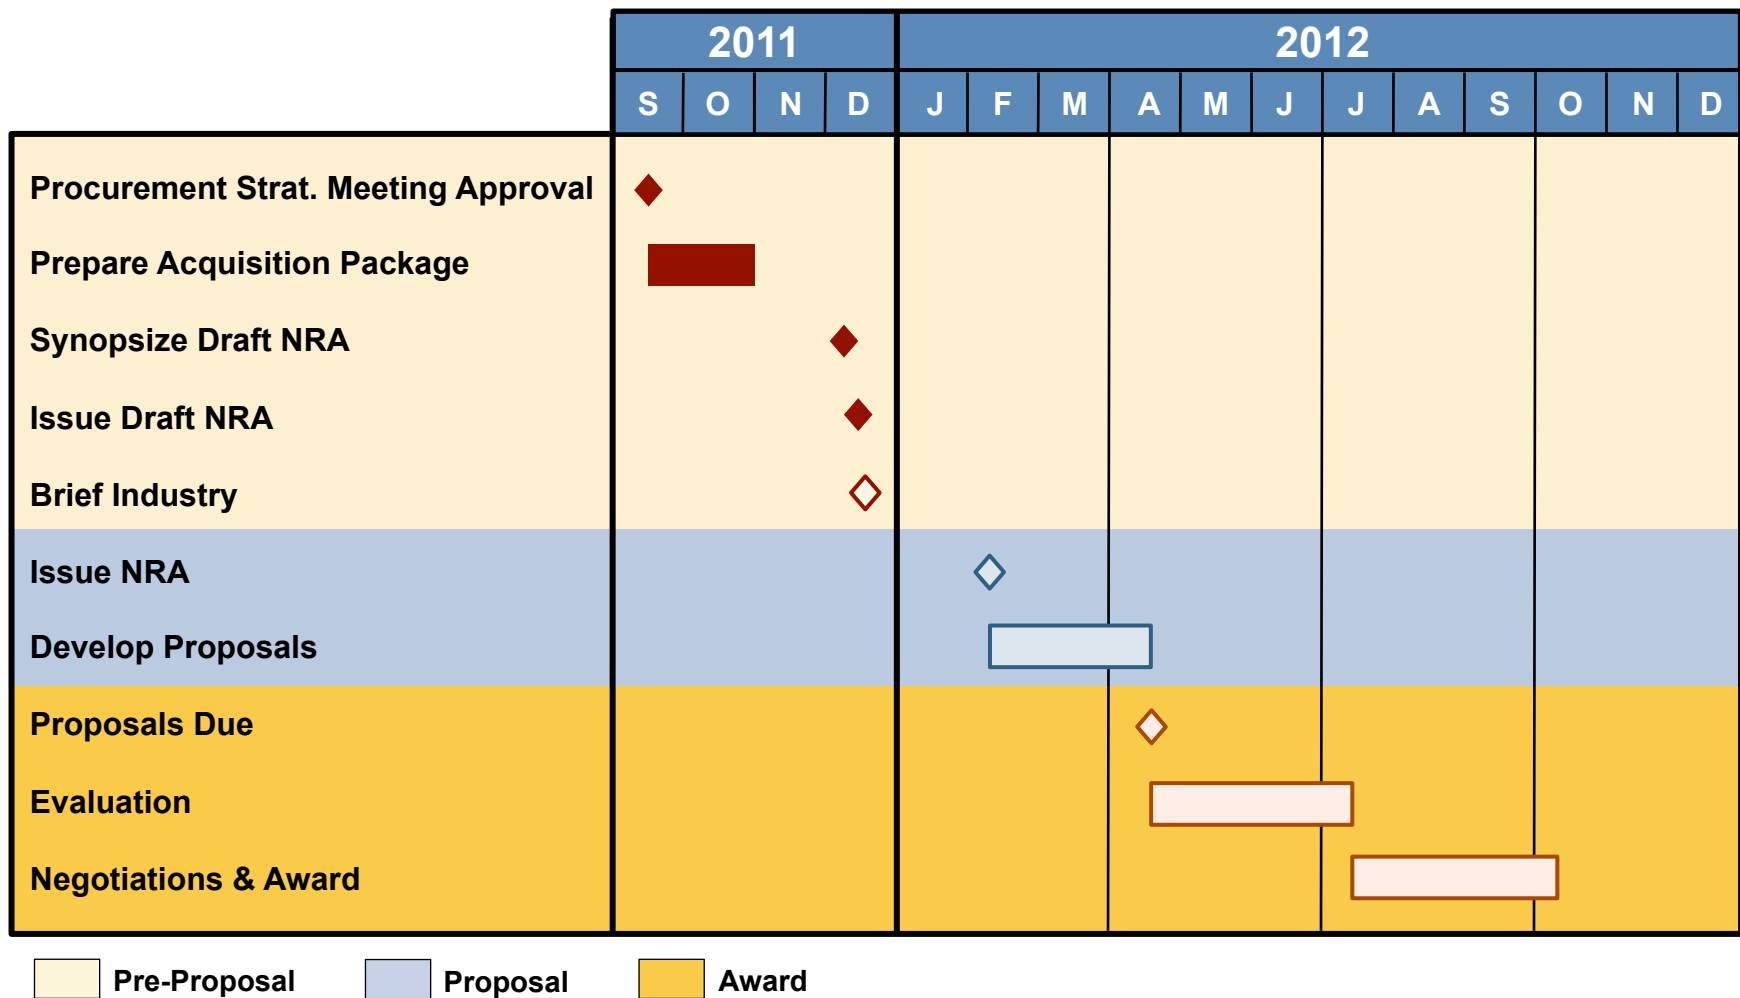 2011 2012
S O N D J F M A M J J A S O N D
Procurement Strat. Meeting Approval
Prepare Acquisition Package
Synopsize Draft NRA
Issue Draft NRA
Brief Industry
Issue NRA
Develop Proposals
Proposals Due
Evaluation
Negotiations & Award
Pre-Proposal Proposal Award